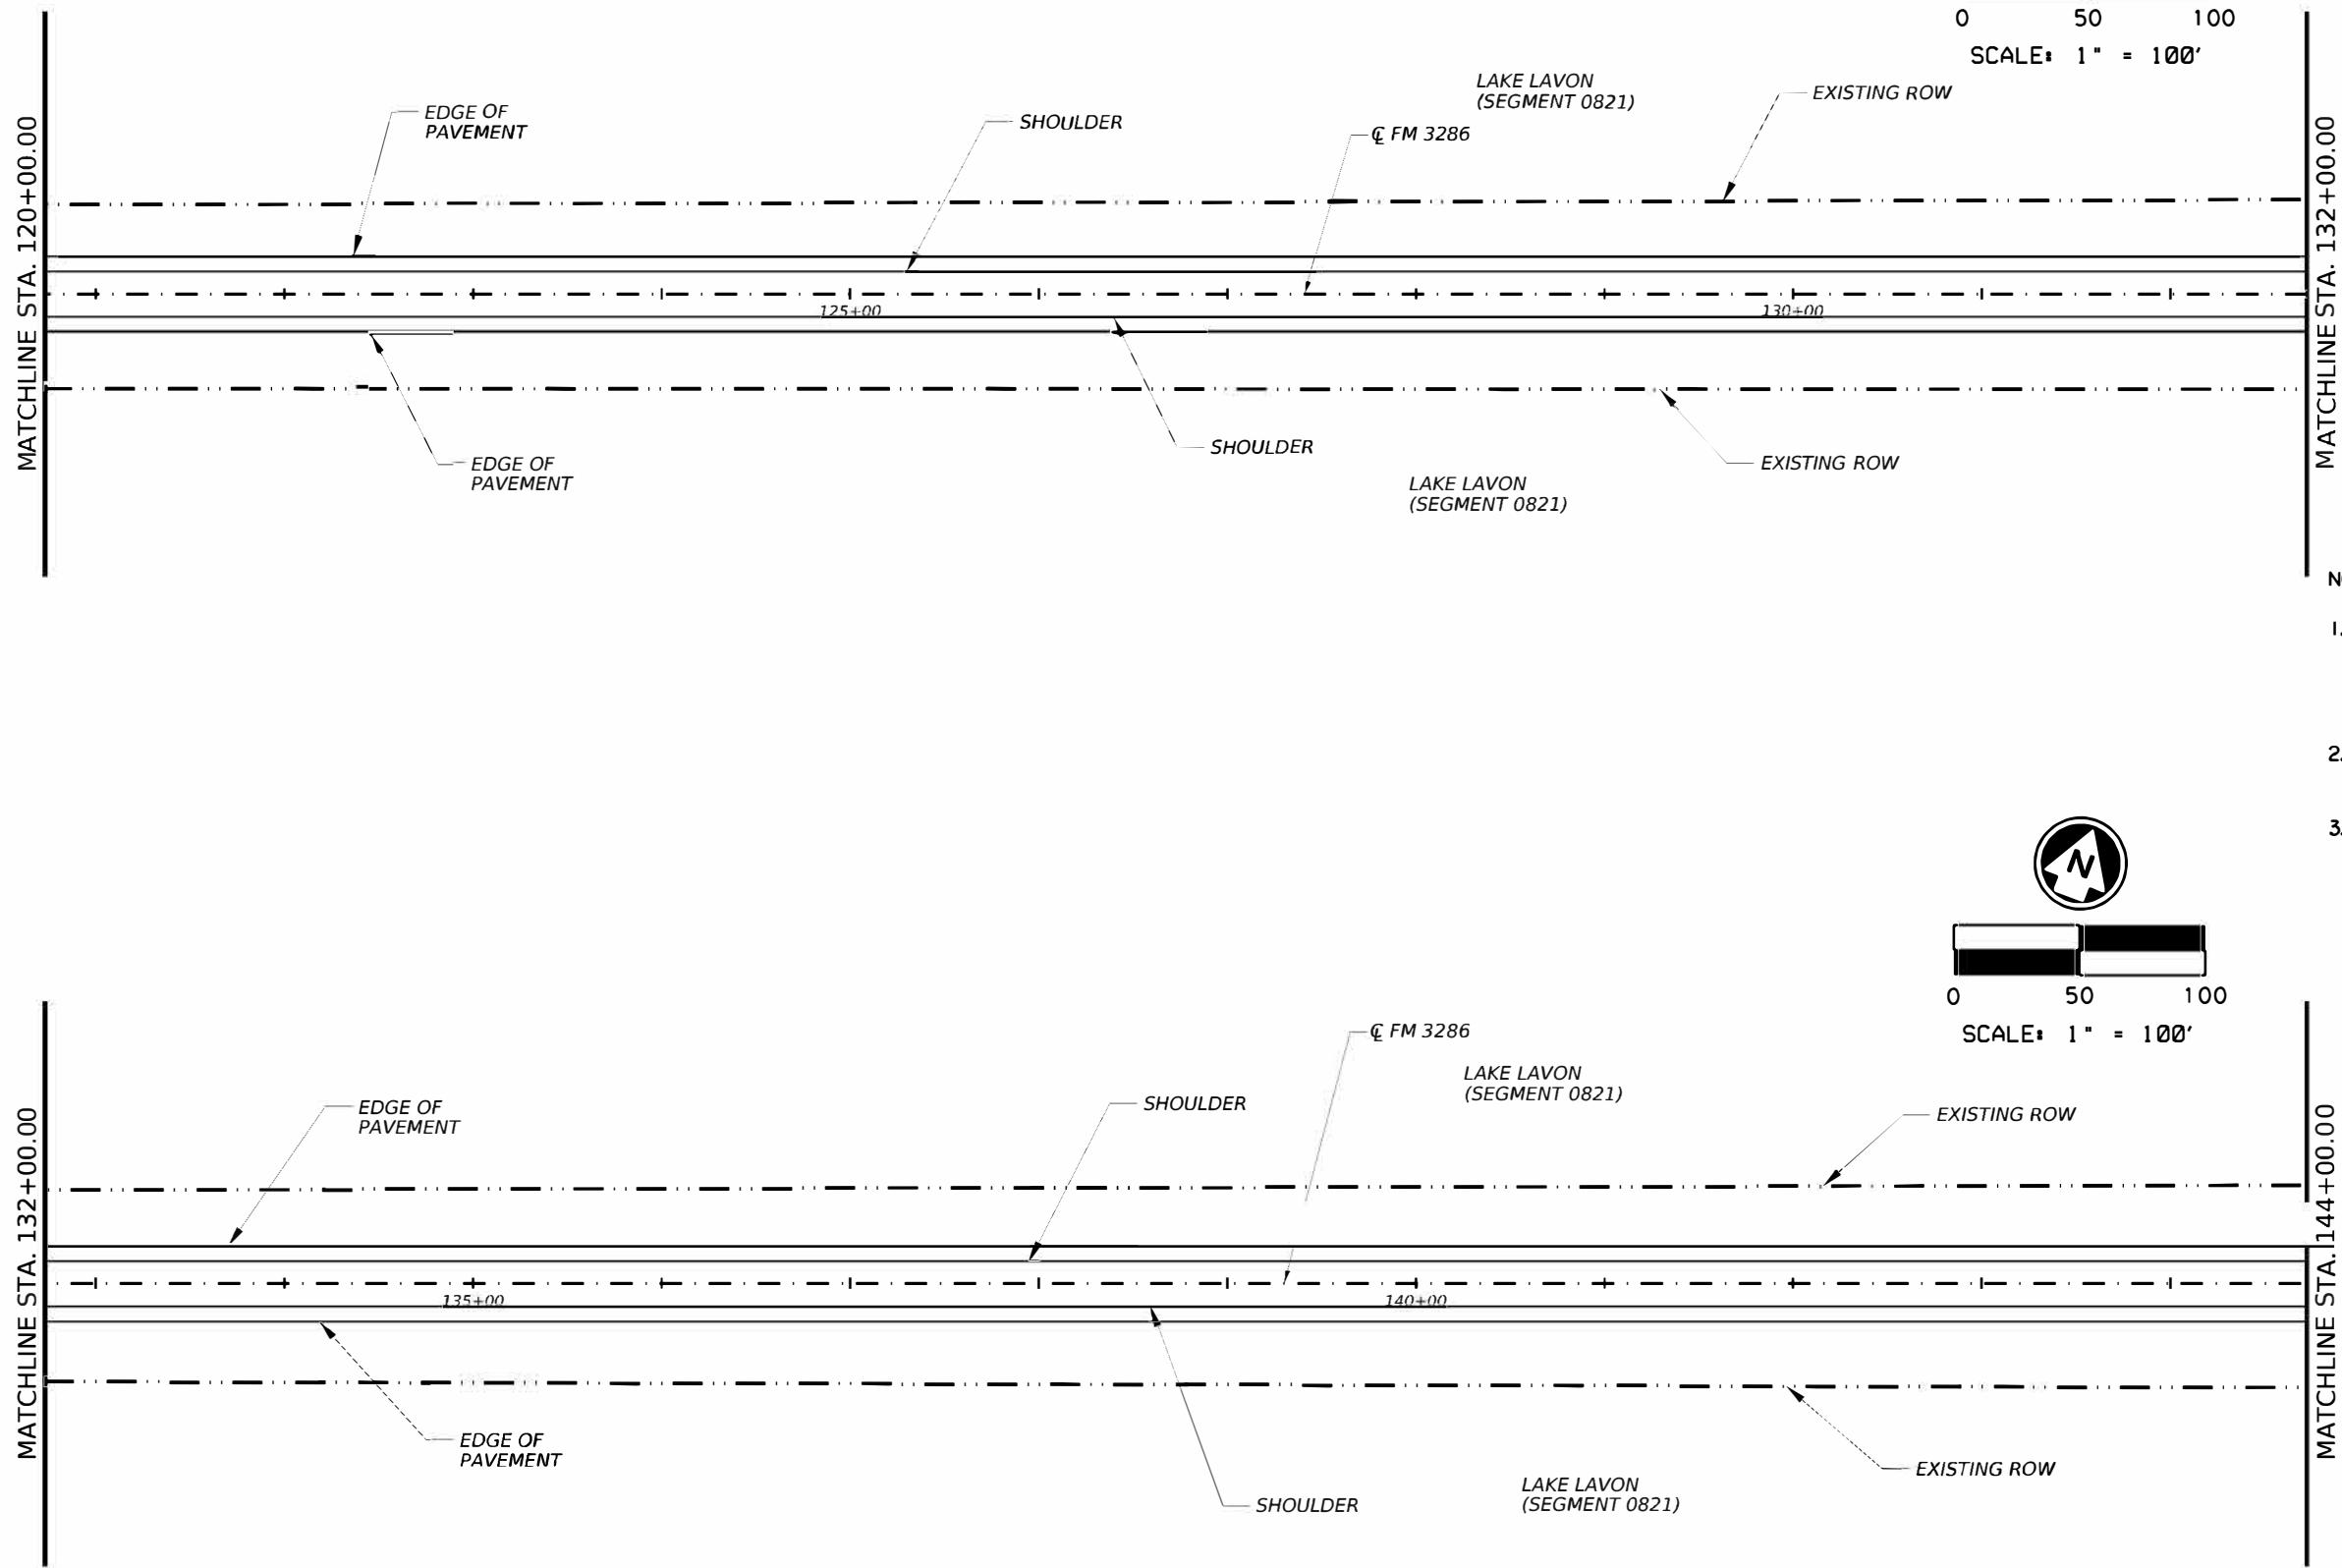 0 50 100
SCALE: 1" = 100'
LAKE LAVON
(SEGMENT 0821)
EXISTING ROW
EDGE OF
PAVEMENT
SHOULDER
℄ FM 3286
MATCHLINE STA. 120+00.00
MATCHLINE STA. 132+00.00
125+00
130+00
SHOULDER
EDGE OF
PAVEMENT
EXISTING ROW
LAKE LAVON
(SEGMENT 0821)
1.
2.
3.
N
0 50 100
SCALE: 1" = 100'
℄ FM 3286
LAKE LAVON
(SEGMENT 0821)
EDGE OF
PAVEMENT
SHOULDER
EXISTING ROW
MATCHLINE STA. 132+00.00
MATCHLINE STA. 144+00.00
135+00
140+00
EDGE OF
PAVEMENT
SHOULDER
LAKE LAVON
(SEGMENT 0821)
EXISTING ROW